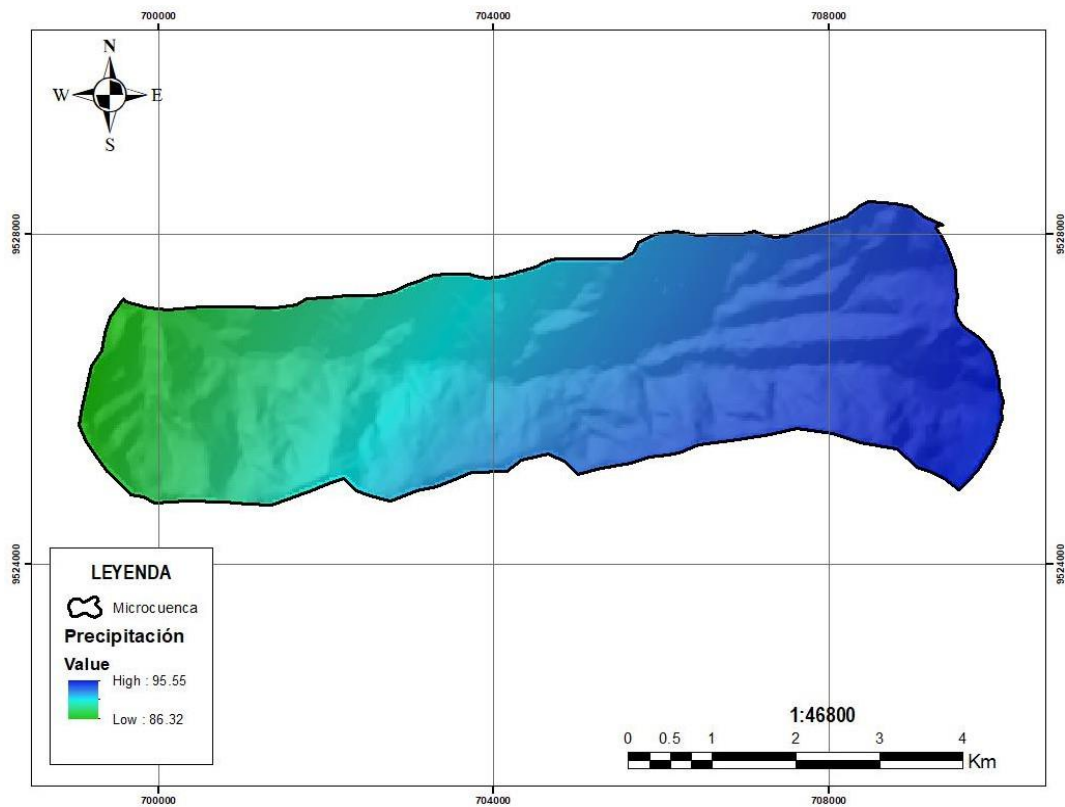 700000 704000 708000
N
W E
S
9528000 9528000
9524000 9524000
LEYENDA
Microcuenca
Precipitación
Value
High : 95.55
Low : 86.32
1:46800
0 0.5 1 2 3 4
Km
700000 704000 708000